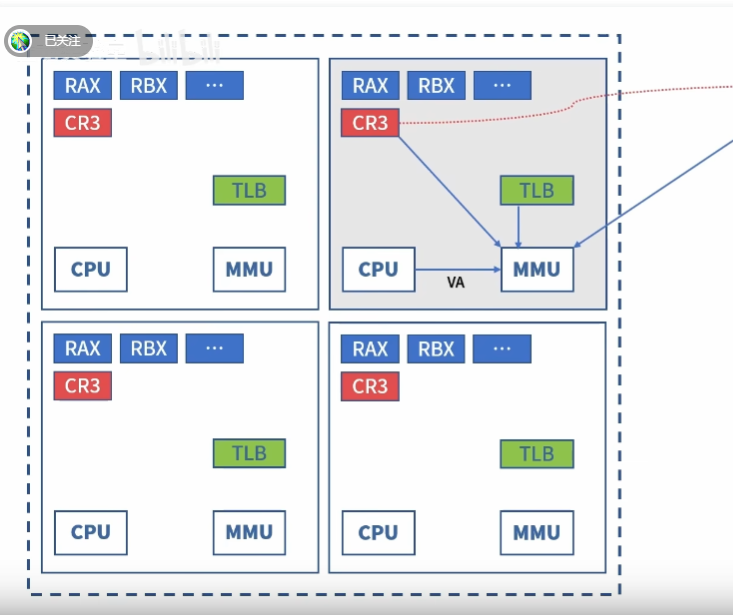 已关注
bilibili
RAX RBX ... RAX RBX ...
CR3 CR3
TLB TLB
CPU MMU CPU VA MMU
RAX RBX ... RAX RBX ...
CR3 CR3
TLB TLB
CPU MMU CPU MMU